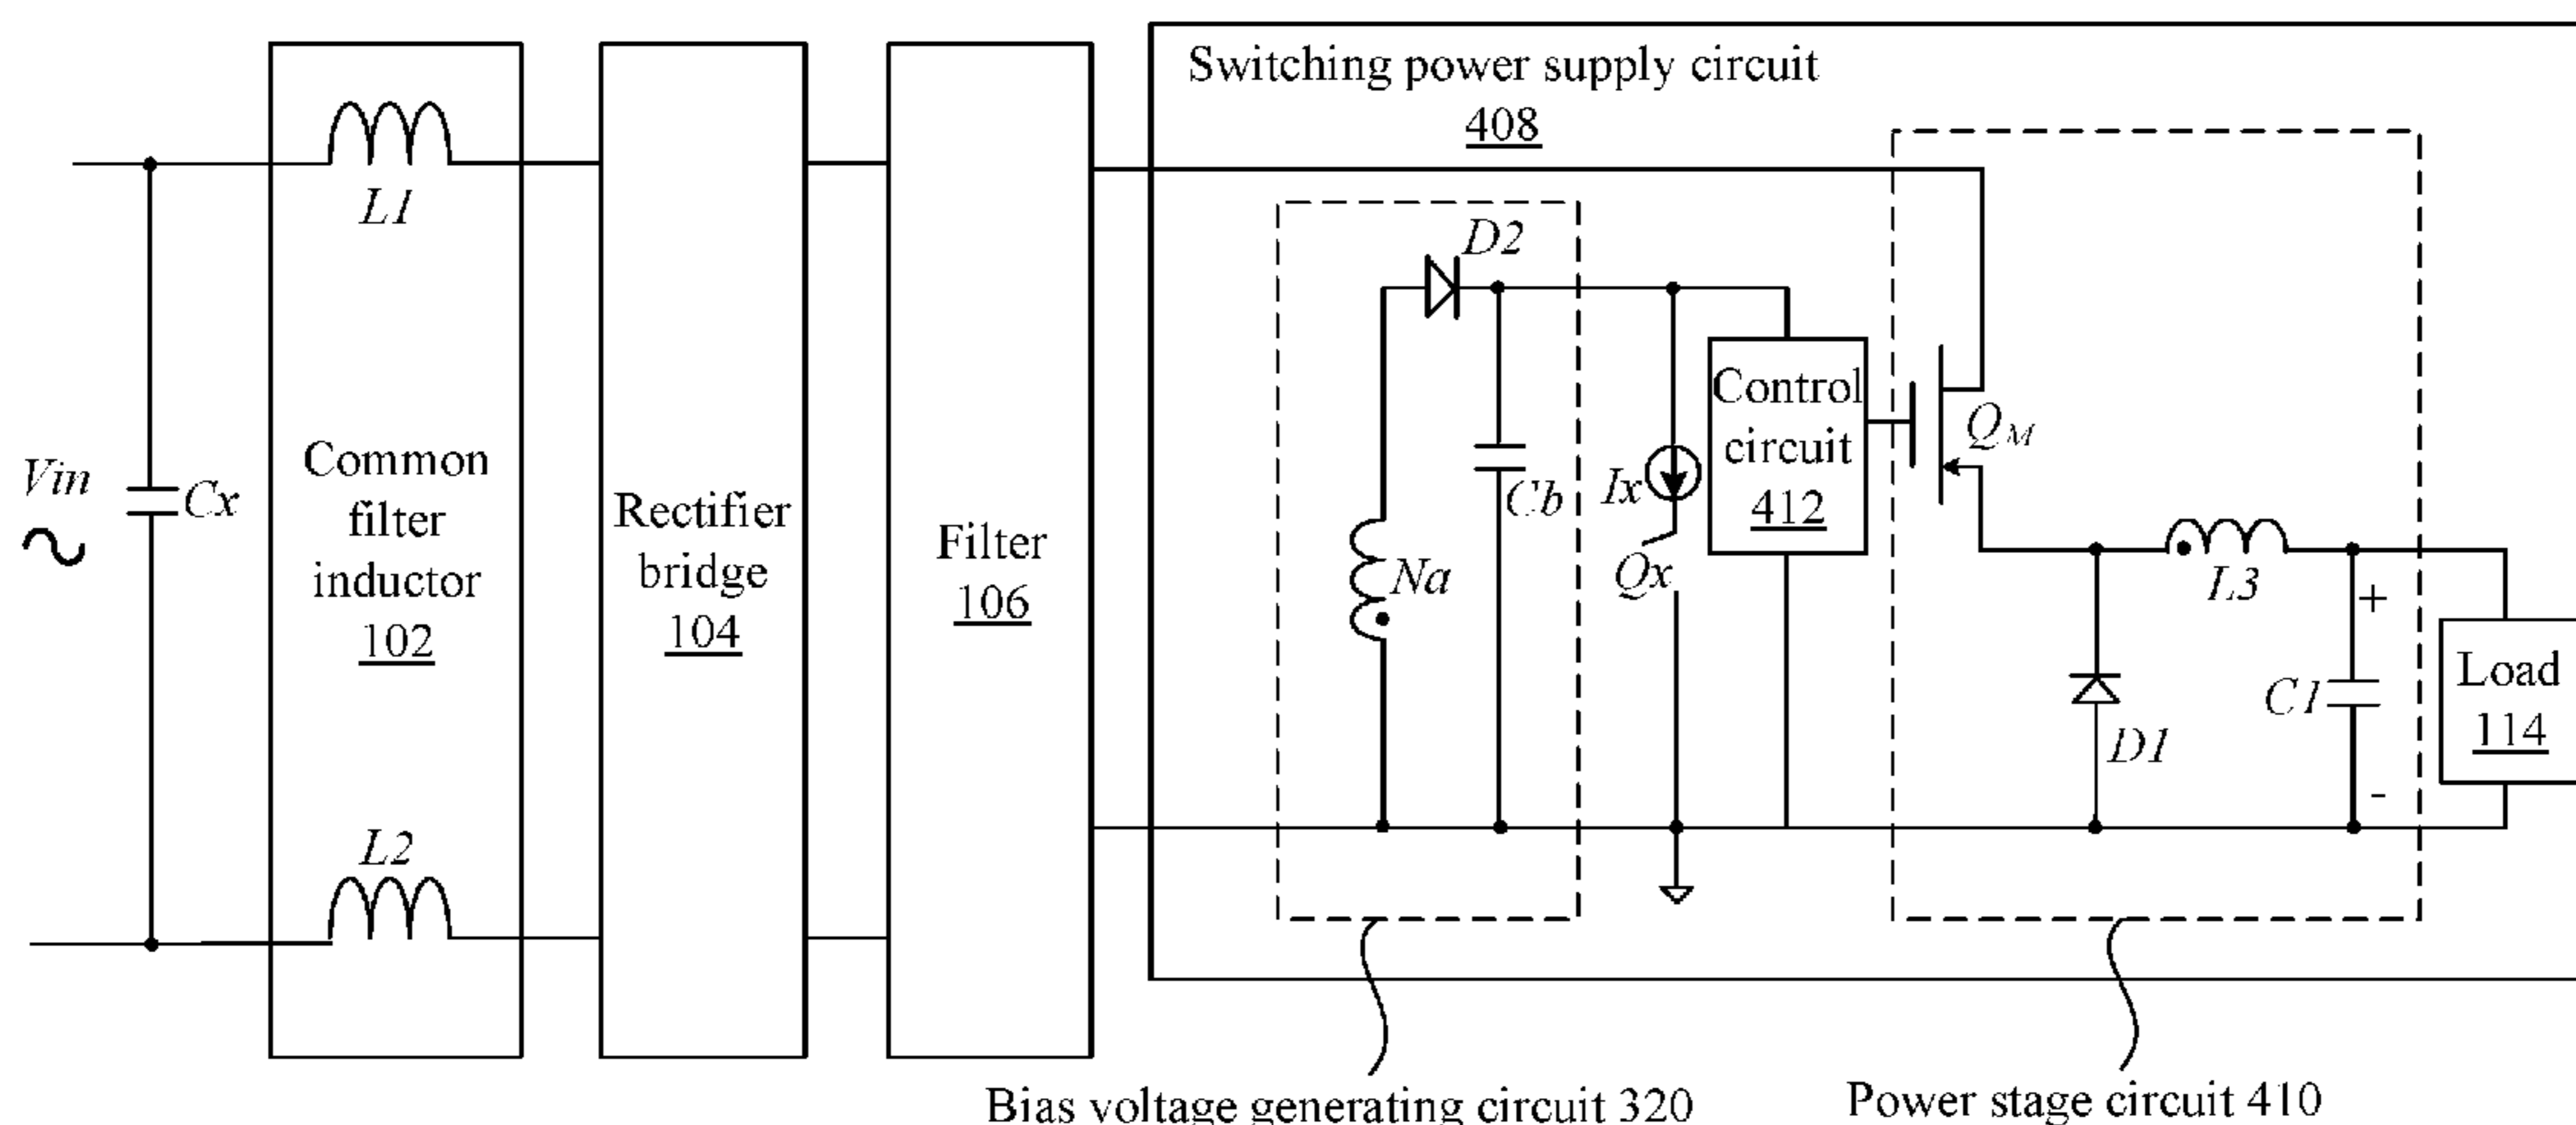 Switching power supply circuit
408
L1
D2
Vin
Cx
Common
filter
inductor
102
Rectifier
bridge
104
Filter
106
Na
Cb
Ix
Qx
Control
circuit
412
QM
L3
+
C1
-
D1
Load
114
L2
Bias voltage generating circuit 320
Power stage circuit 410